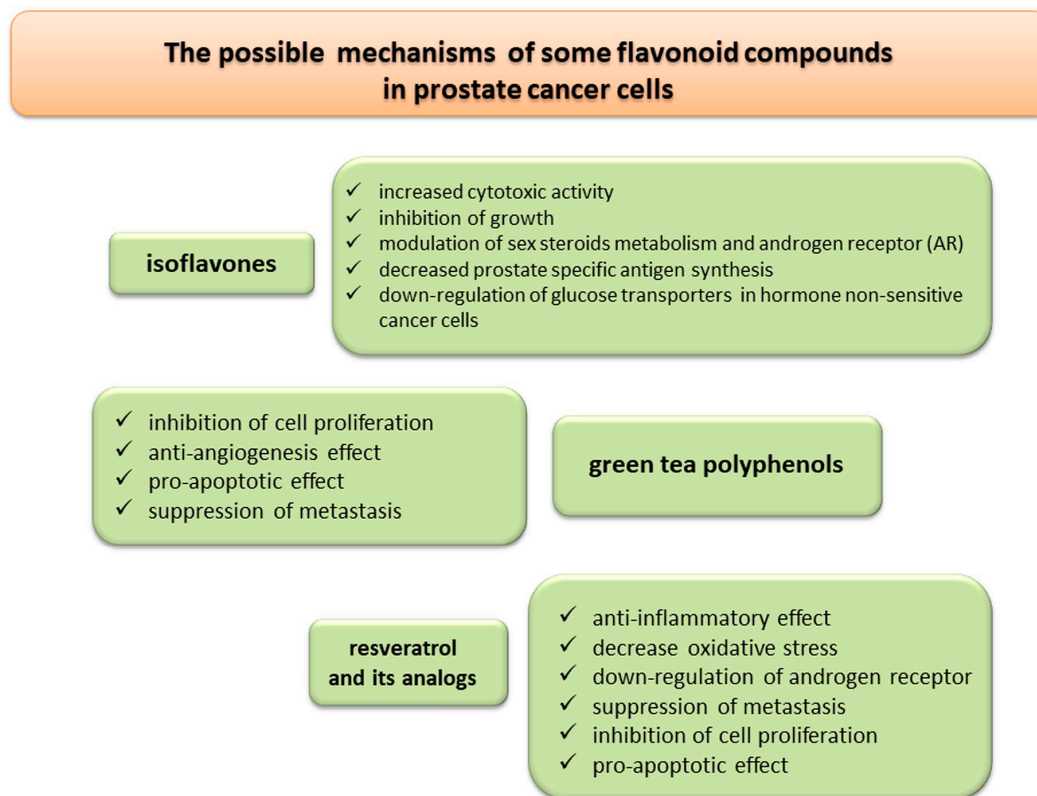 The possible mechanisms of some flavonoid compounds
in prostate cancer cells
isoflavones
✓ increased cytotoxic activity
✓ inhibition of growth
✓ modulation of sex steroids metabolism and androgen receptor (AR)
✓ decreased prostate specific antigen synthesis
✓ down-regulation of glucose transporters in hormone non-sensitive
cancer cells
✓ inhibition of cell proliferation
✓ anti-angiogenesis effect
✓ pro-apoptotic effect
✓ suppression of metastasis
green tea polyphenols
resveratrol
and its analogs
✓ anti-inflammatory effect
✓ decrease oxidative stress
✓ down-regulation of androgen receptor
✓ suppression of metastasis
✓ inhibition of cell proliferation
✓ pro-apoptotic effect